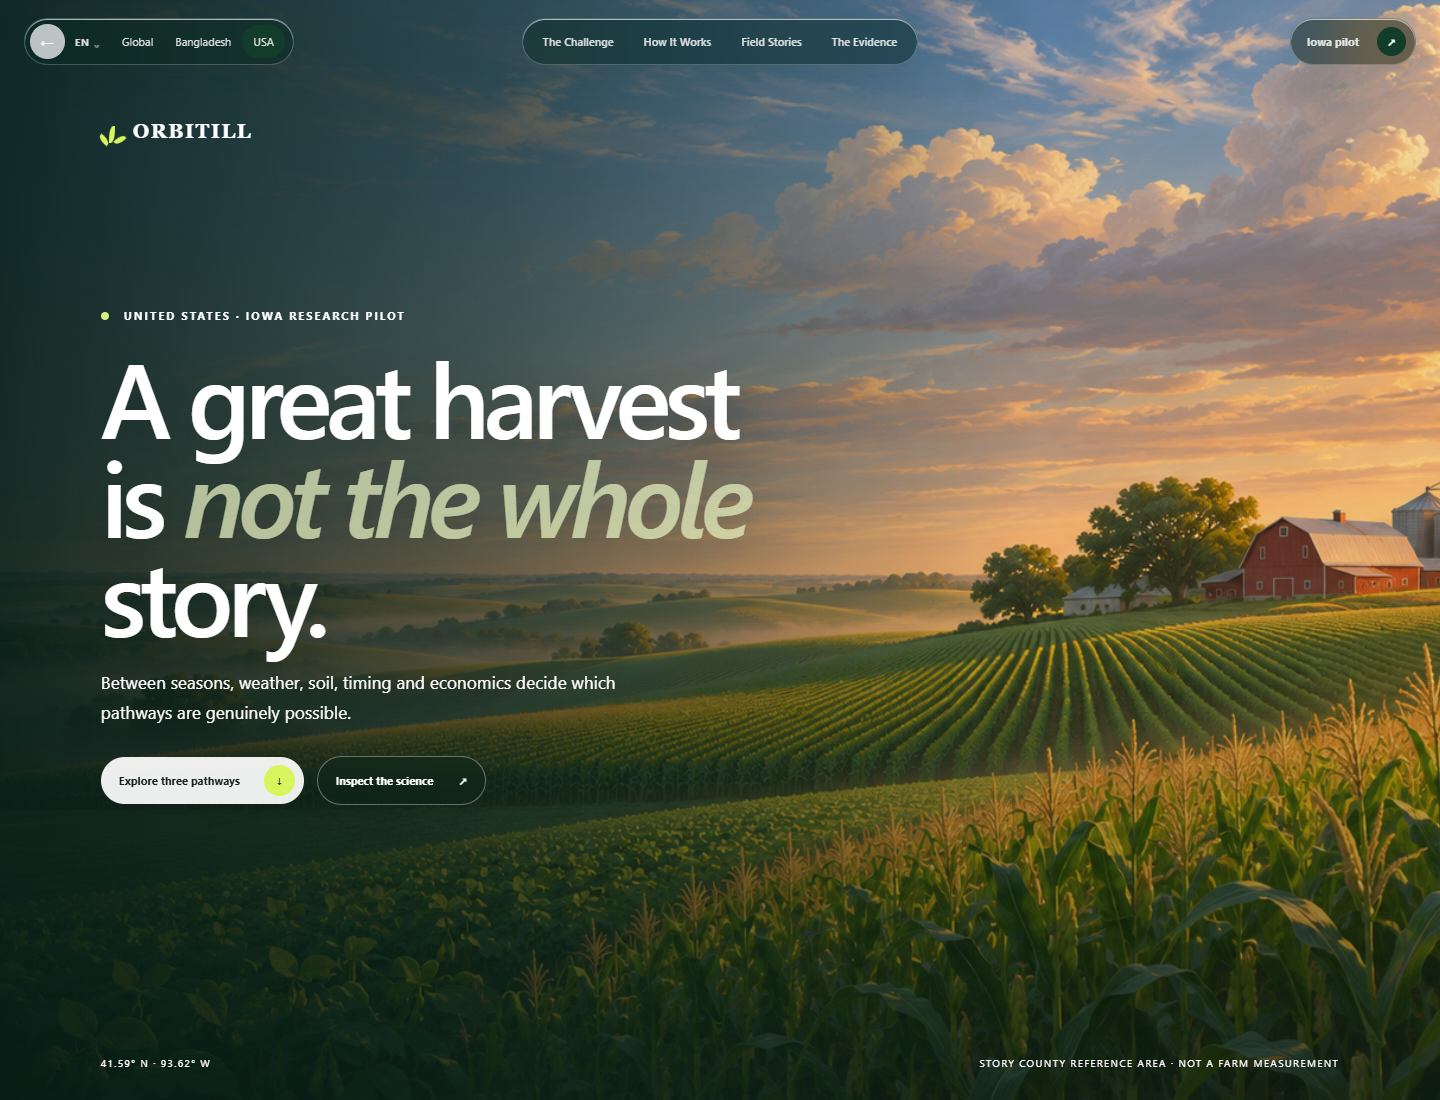 ← EN ⌄ Global Bangladesh USA
The Challenge How It Works Field Stories The Evidence
Iowa pilot ↗
ORBITILL
UNITED STATES · IOWA RESEARCH PILOT
A great harvest
is not the whole
story.
Between seasons, weather, soil, timing and economics decide which
pathways are genuinely possible.
Explore three pathways ↓
Inspect the science ↗
41.59° N · 93.62° W
STORY COUNTY REFERENCE AREA · NOT A FARM MEASUREMENT